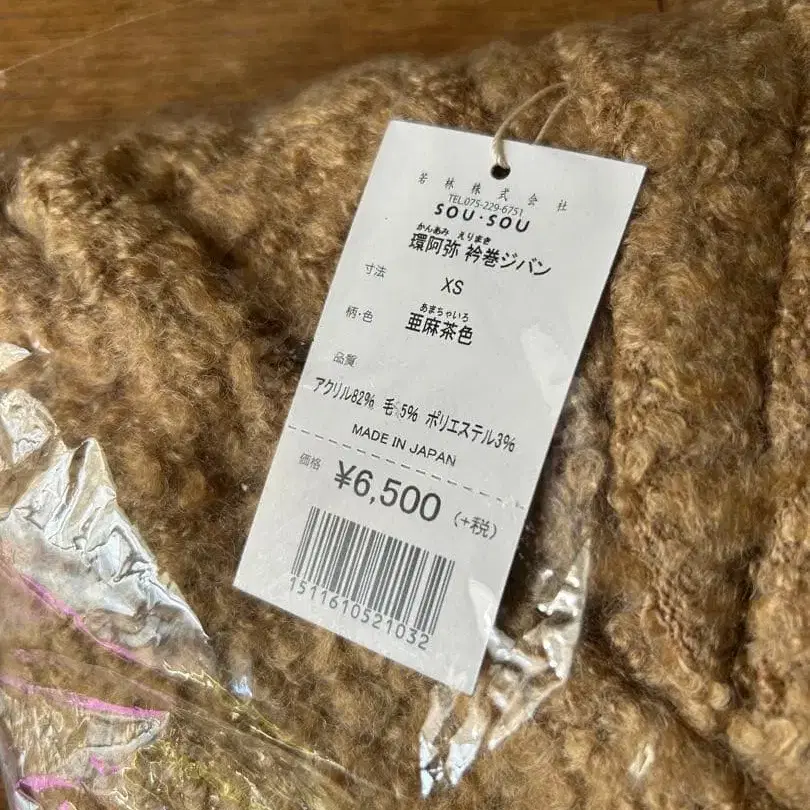 若林株式会社
TEL.075-229-6751
SOU・SOU
かんあみ えりまき
環阿弥 衿巻ジバン
寸法 XS
あまちゃいろ
柄・色 亜麻茶色
品質
アクリル82% 毛 5% ポリエステル3%
MADE IN JAPAN
価格 ¥6,500 (+税)
1511610521032